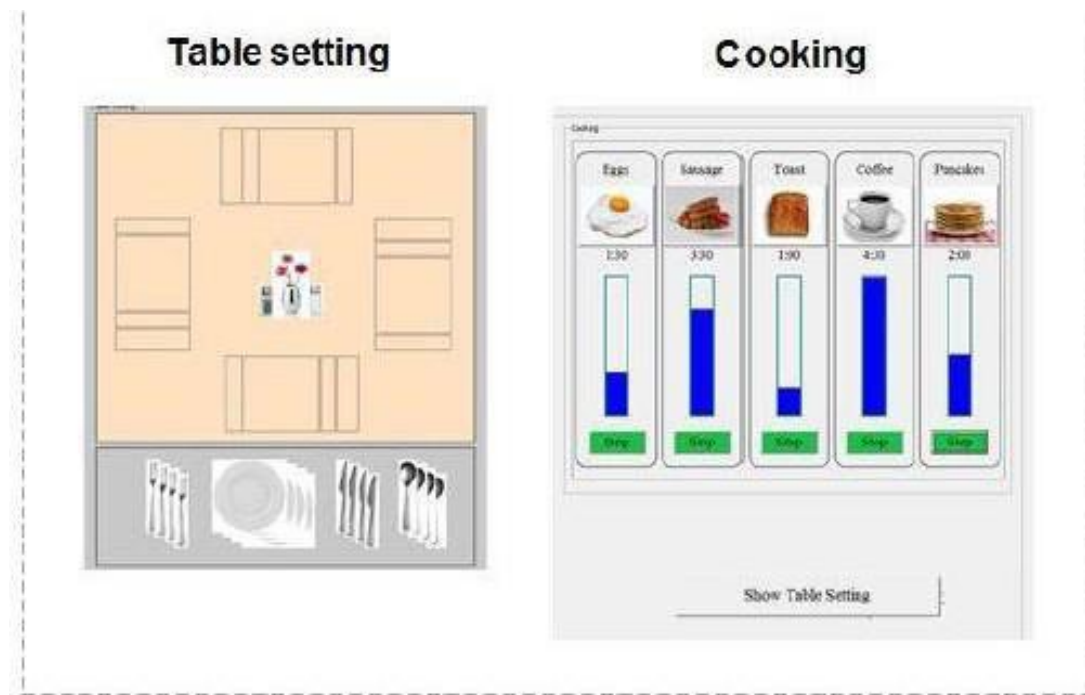 Table setting
Cooking
Cooking
Eggs
Sausage
Toast
Coffee
Pancakes
1:30
3:30
1:00
4:30
2:00
Stop
Stop
Stop
Stop
Stop
Show Table Setting